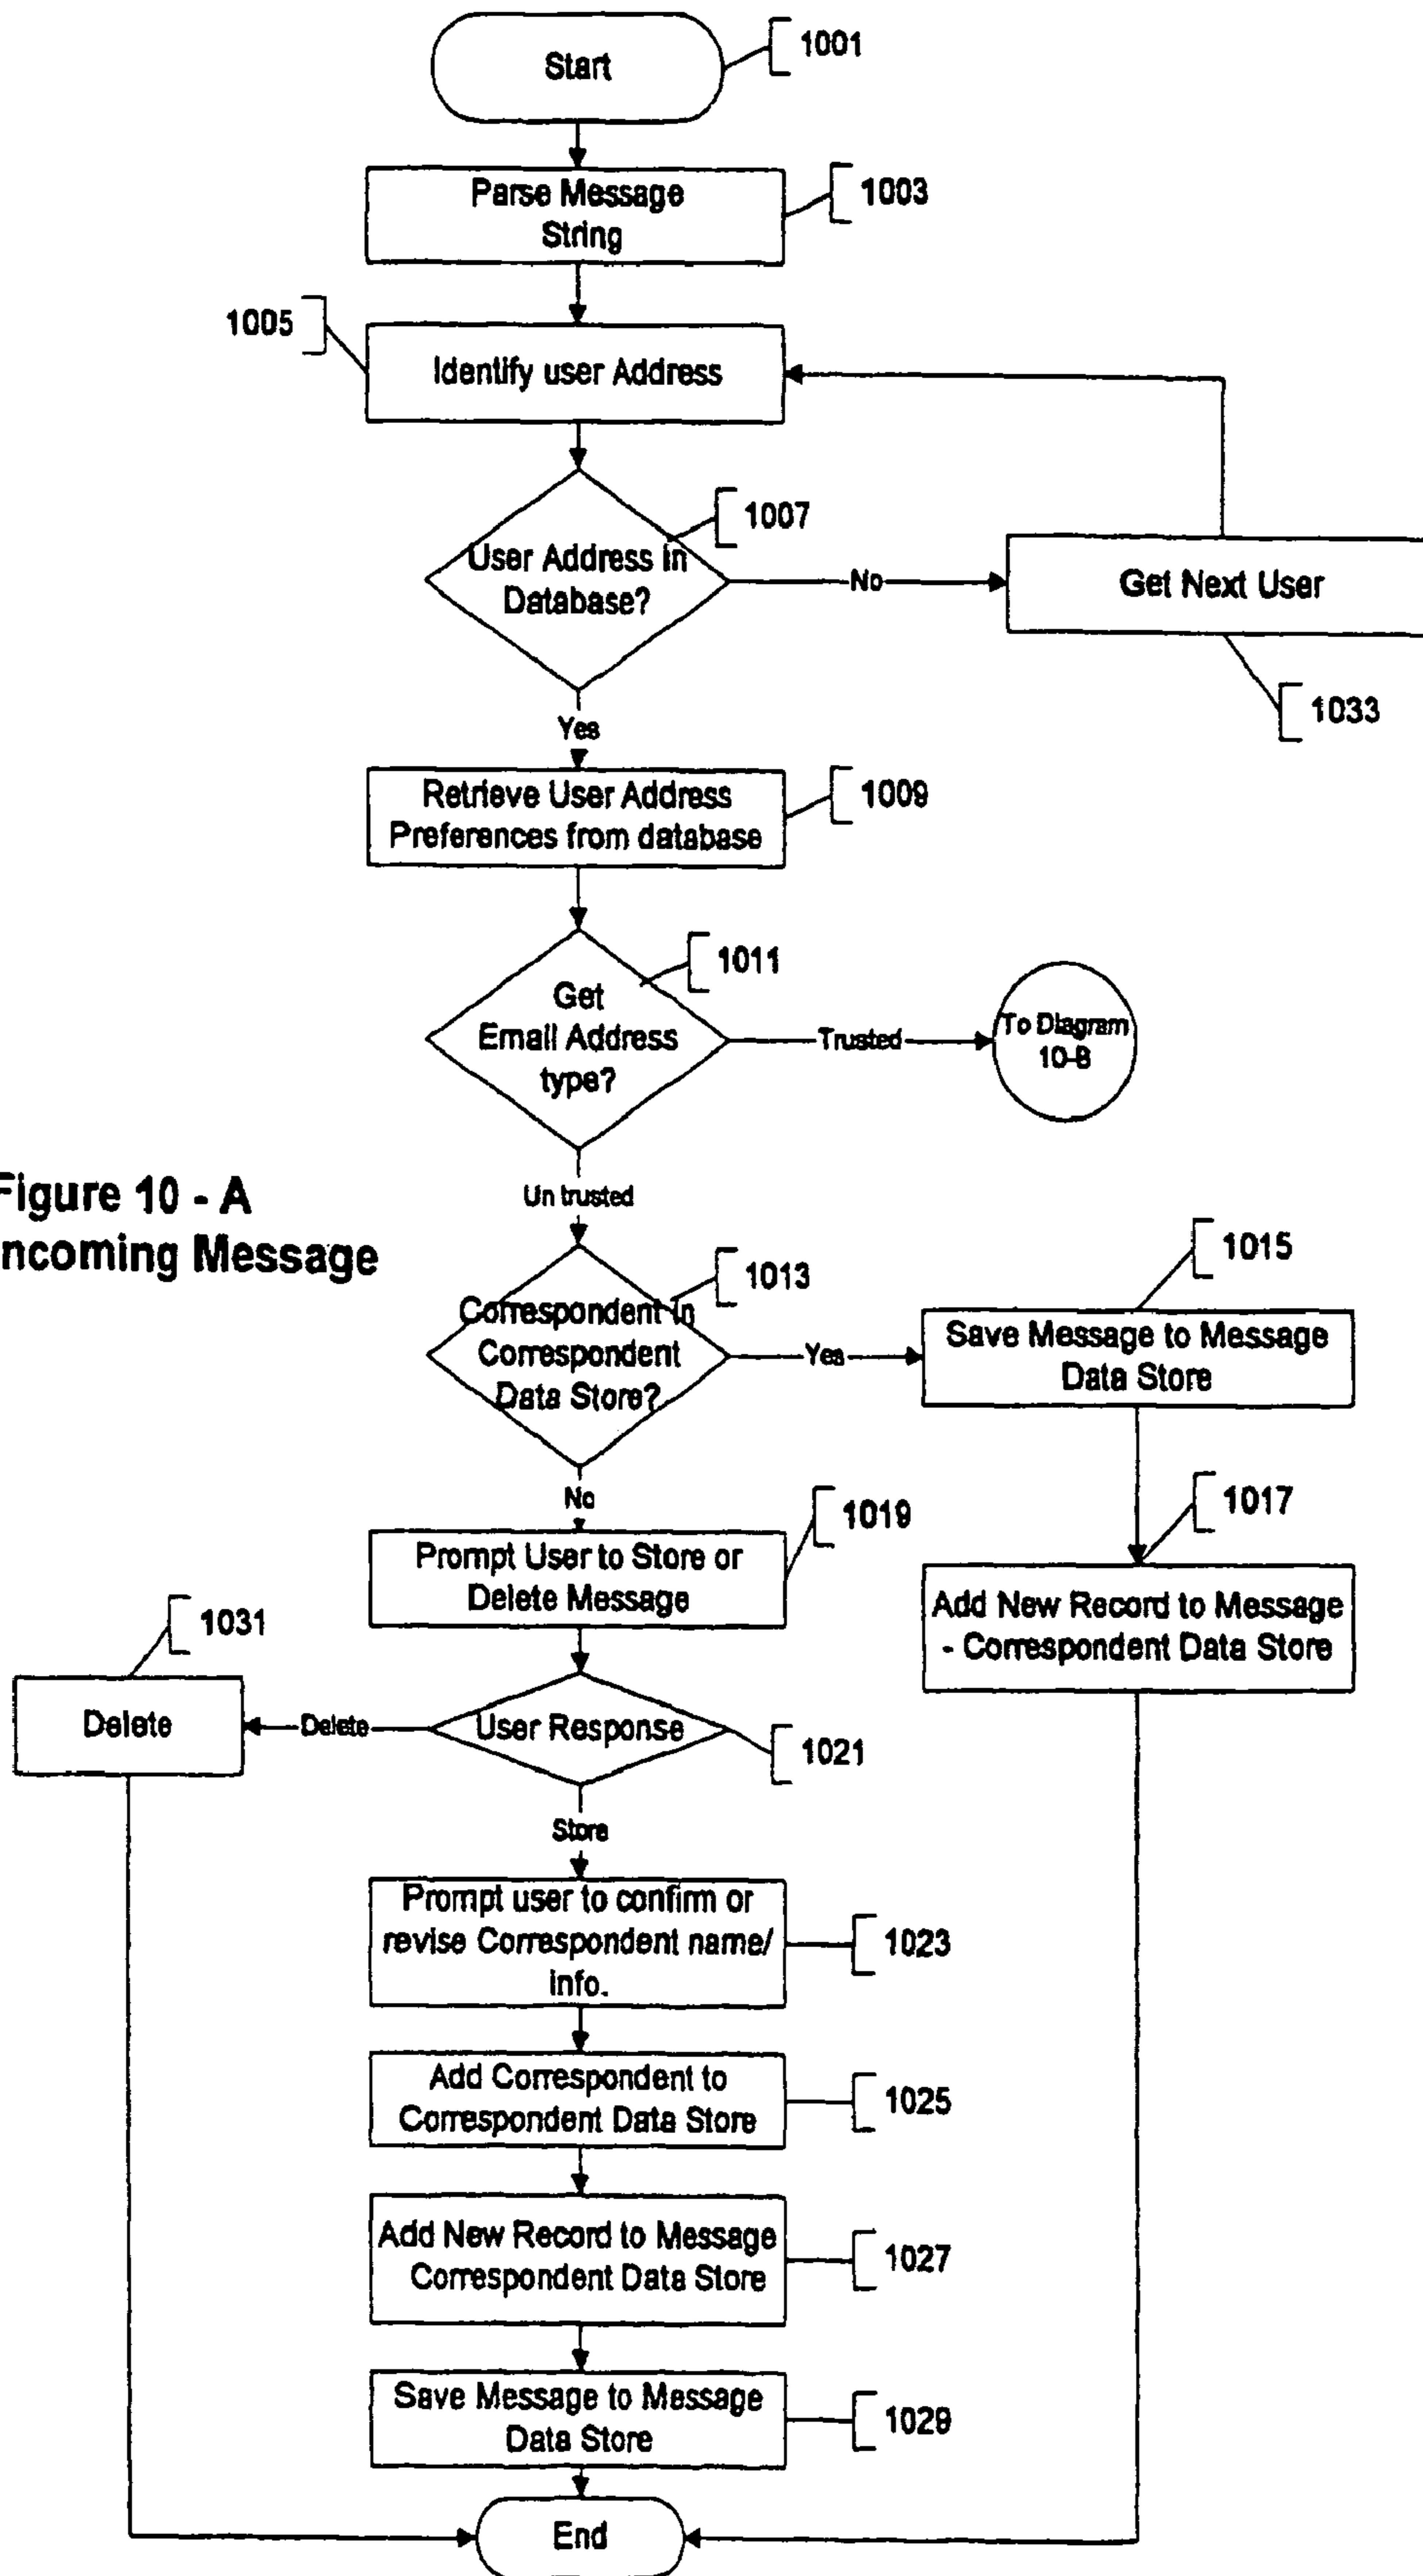 Start
1001
Parse Message
String
1003
1005
Identify user Address
1007
User Address in
Database?
No
Get Next User
1033
Yes
Retrieve User Address
Preferences from database
1009
1011
Get
Email Address
type?
Trusted
To Diagram
10-B
Un trusted
Figure 10 - A
ncoming Message
1013
Correspondent in
Correspondent
Data Store?
Yes
1015
Save Message to Message
Data Store
No
1017
Add New Record to Message
- Correspondent Data Store
1019
Prompt User to Store or
Delete Message
1031
Delete
Delete
User Response
1021
Store
Prompt user to confirm or
revise Correspondent name/
info.
1023
Add Correspondent to
Correspondent Data Store
1025
Add New Record to Message
Correspondent Data Store
1027
Save Message to Message
Data Store
1029
End